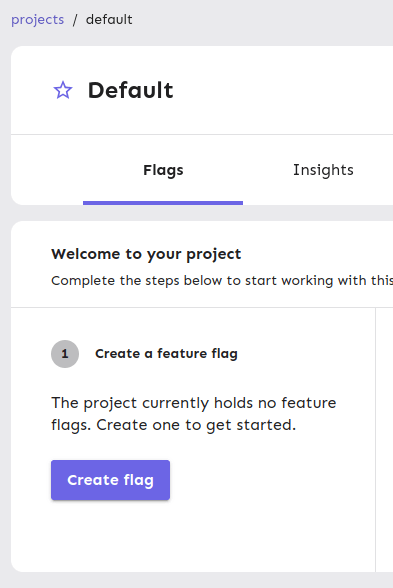 projects / default
Default
Flags Insights
Welcome to your project
Complete the steps below to start working with this
1 Create a feature flag
The project currently holds no feature
flags. Create one to get started.
Create flag